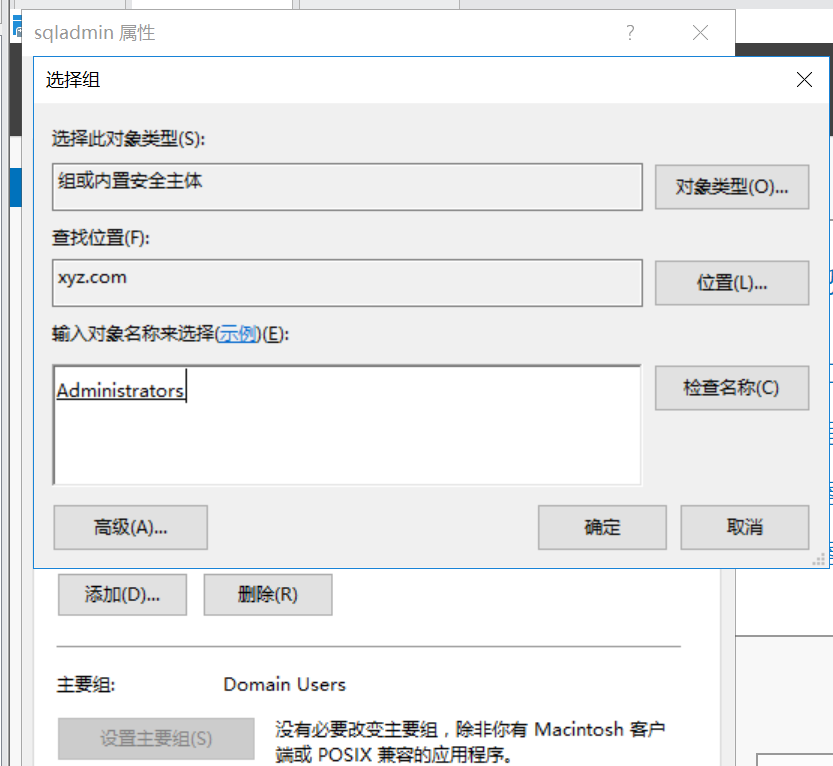 sqladmin 属性
选择组
选择此对象类型(S):
组或内置安全主体
对象类型(O)...
查找位置(F):
xyz.com
位置(L)...
输入对象名称来选择(示例)(E):
Administrators
检查名称(C)
高级(A)...
确定
取消
添加(D)...
删除(R)
主要组:
Domain Users
设置主要组(S)
没有必要改变主要组，除非你有 Macintosh 客户
端或 POSIX 兼容的应用程序。